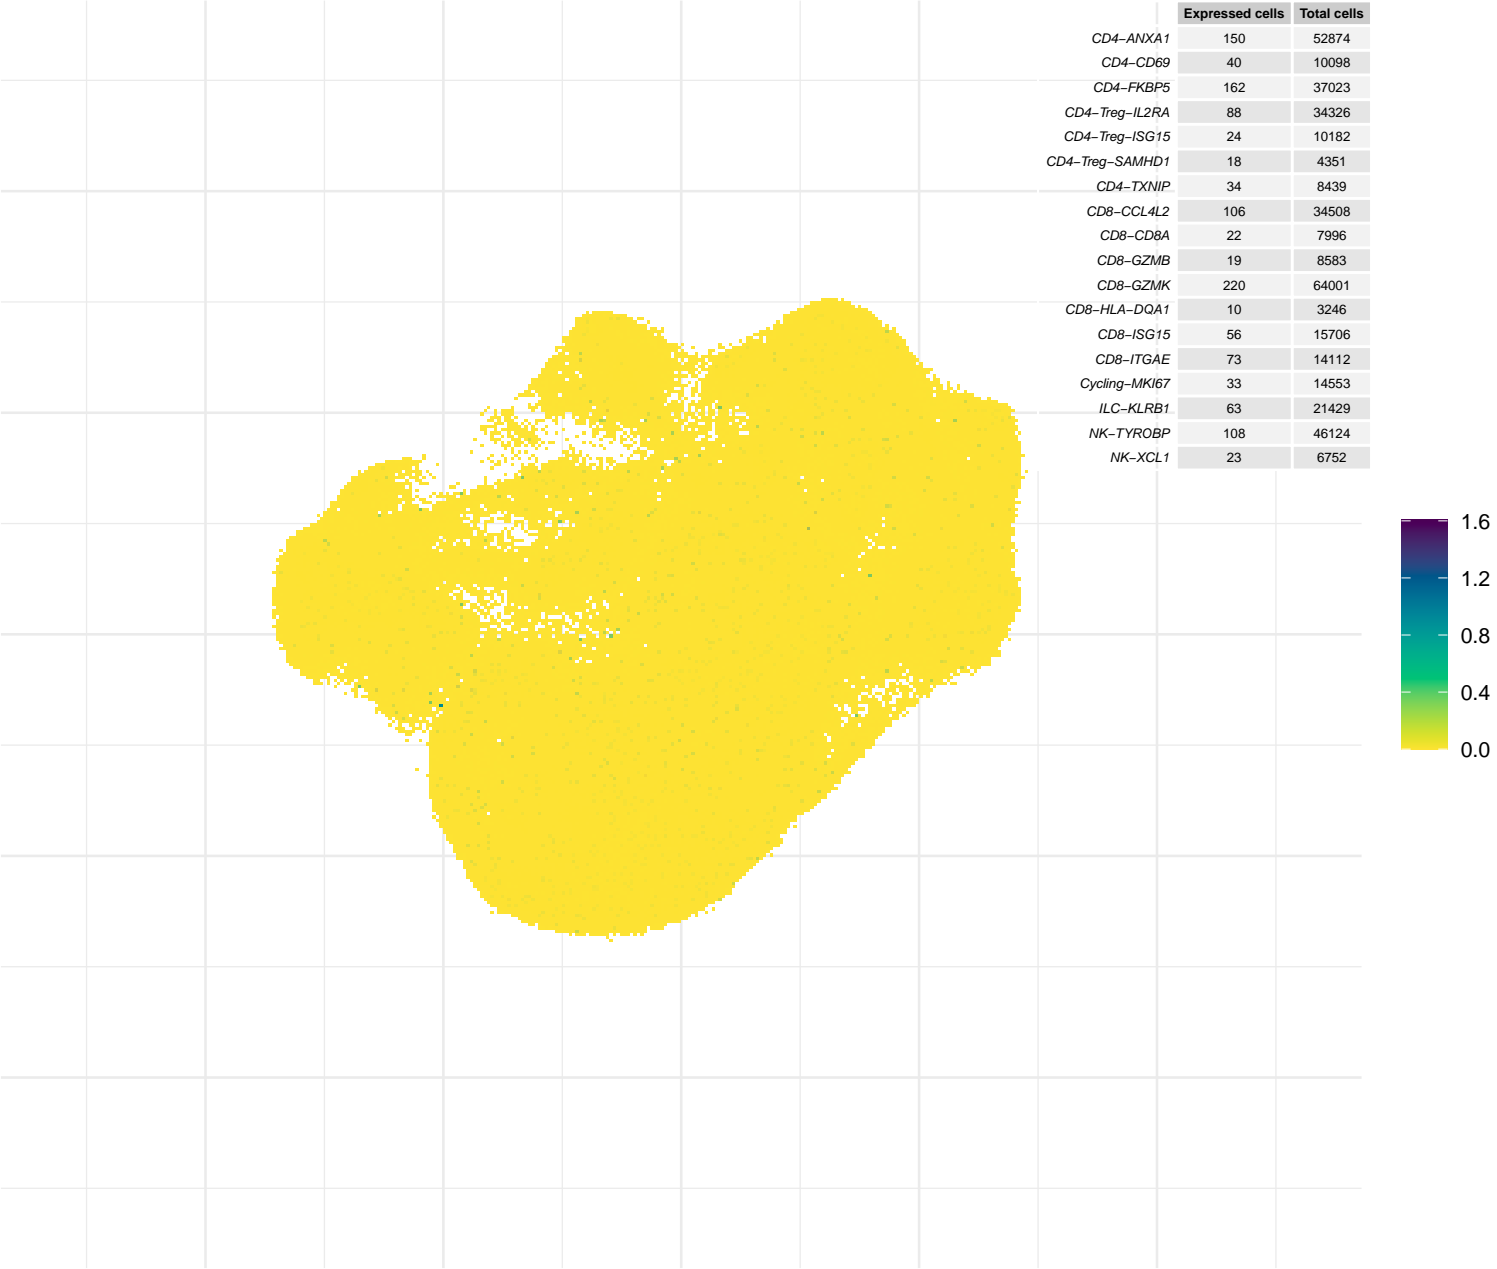 Expressed cells Total cells
CD4−ANXA1 150 52874
CD4−CD69 40 10098
CD4−FKBP5 162 37023
CD4−Treg−IL2RA 88 34326
CD4−Treg−ISG15 24 10182
CD4−Treg−SAMHD1 18 4351
CD4−TXNIP 34 8439
CD8−CCL4L2 106 34508
CD8−CD8A 22 7996
CD8−GZMB 19 8583
CD8−GZMK 220 64001
CD8−HLA−DQA1 10 3246
CD8−ISG15 56 15706
CD8−ITGAE 73 14112
Cycling−MKI67 33 14553
ILC−KLRB1 63 21429
NK−TYROBP 108 46124
NK−XCL1 23 6752
1.6
1.2
0.8
0.4
0.0